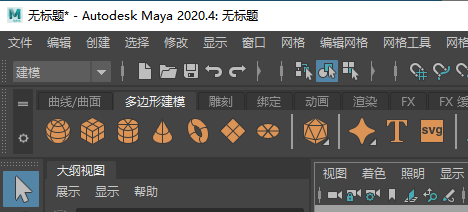 无标题* - Autodesk Maya 2020.4: 无标题
文件 编辑 创建 选择 修改 显示 窗口 网格 编辑网格 网格工具
建模
曲线/曲面 多边形建模 雕刻 绑定 动画 渲染 FX FX
T svg
大纲视图
展示 显示 帮助
视图 着色 照明 显示